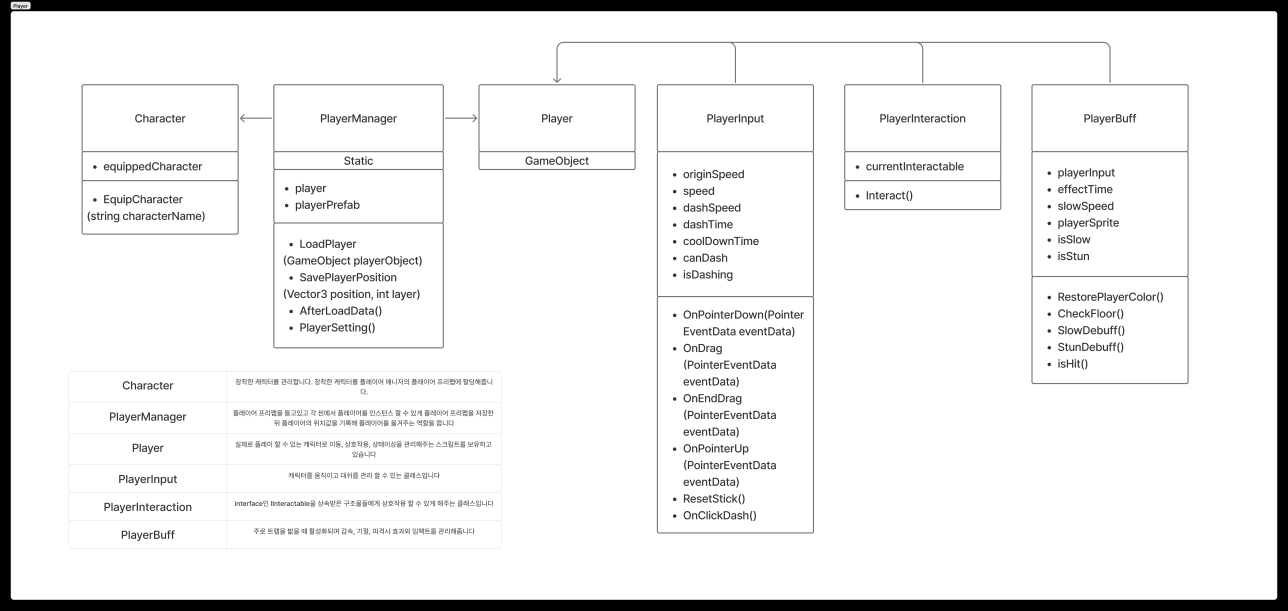 Player
Character
• equippedCharacter
• EquipCharacter
(string characterName)
PlayerManager
Static
• player
• playerPrefab
• LoadPlayer
(GameObject playerObject)
• SavePlayerPosition
(Vector3 position, int layer)
• AfterLoadData()
• PlayerSetting()
Player
GameObject
PlayerInput
• originSpeed
• speed
• dashSpeed
• dashTime
• coolDownTime
• canDash
• isDashing
• OnPointerDown(Pointer
EventData eventData)
• OnDrag
(PointerEventData
eventData)
• OnEndDrag
(PointerEventData
eventData)
• OnPointerUp
(PointerEventData
eventData)
• ResetStick()
• OnClickDash()
PlayerInteraction
• currentInteractable
• Interact()
PlayerBuff
• playerInput
• effectTime
• slowSpeed
• playerSprite
• isSlow
• isStun
• RestorePlayerColor()
• CheckFloor()
• SlowDebuff()
• StunDebuff()
• isHit()
Character
장착한 캐릭터를 관리합니다. 장착한 캐릭터를 플레이어 매니저의 플레이어 프리팹에 할당해줍니
다.
PlayerManager
플레이어 프리팹을 들고있고 각 씬에서 플레이어를 인스턴스 할 수 있게 플레이어 프리팹을 저장한
뒤 플레이어의 위치값을 기록해 플레이어를 옮겨주는 역할을 합니다
Player
실제로 플레이 할 수 있는 캐릭터로 이동, 상호작용, 상태이상을 관리해주는 스크립트를 보유하고
있습니다
PlayerInput
캐릭터를 움직이고 대쉬를 관리 할 수 있는 클래스입니다
PlayerInteraction
interface인 IInteractable을 상속받은 구조물들에게 상호작용 할 수 있게 해주는 클래스입니다
PlayerBuff
주로 트랩을 밟을 때 활성화되며 감속, 기절, 피격시 효과와 임팩트를 관리해줍니다